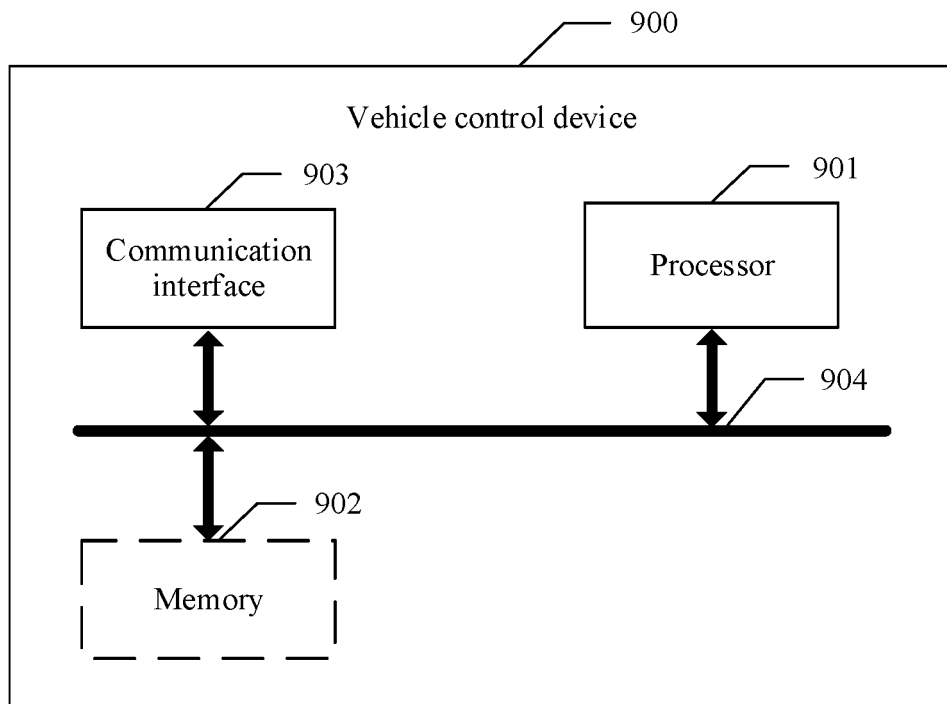 900
Vehicle control device
903
901
Communication
interface
Processor
904
902
Memory